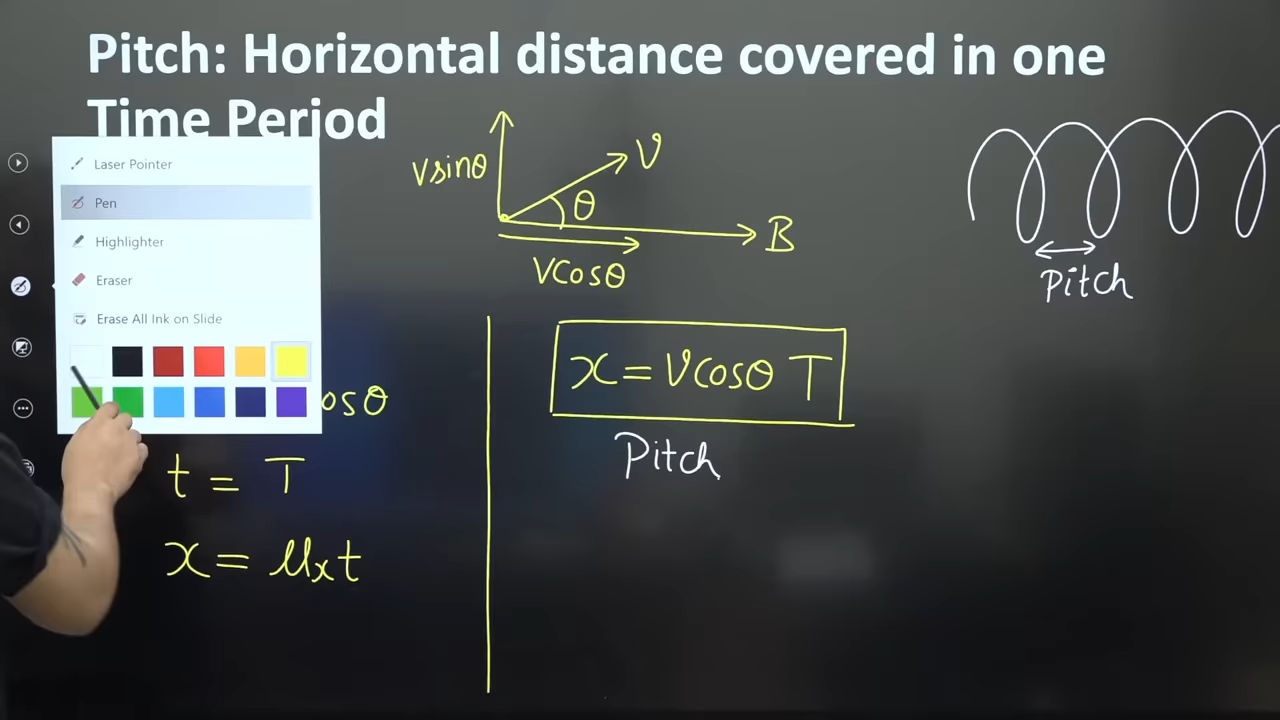 Pitch: Horizontal distance covered in one
Time Period
Laser Pointer
Pen
Highlighter
Eraser
Erase All Ink on Slide
vsinθ
V
θ
B
vcosθ
Pitch
osθ
t = T
x = uₓt
x = vcosθ T
Pitch